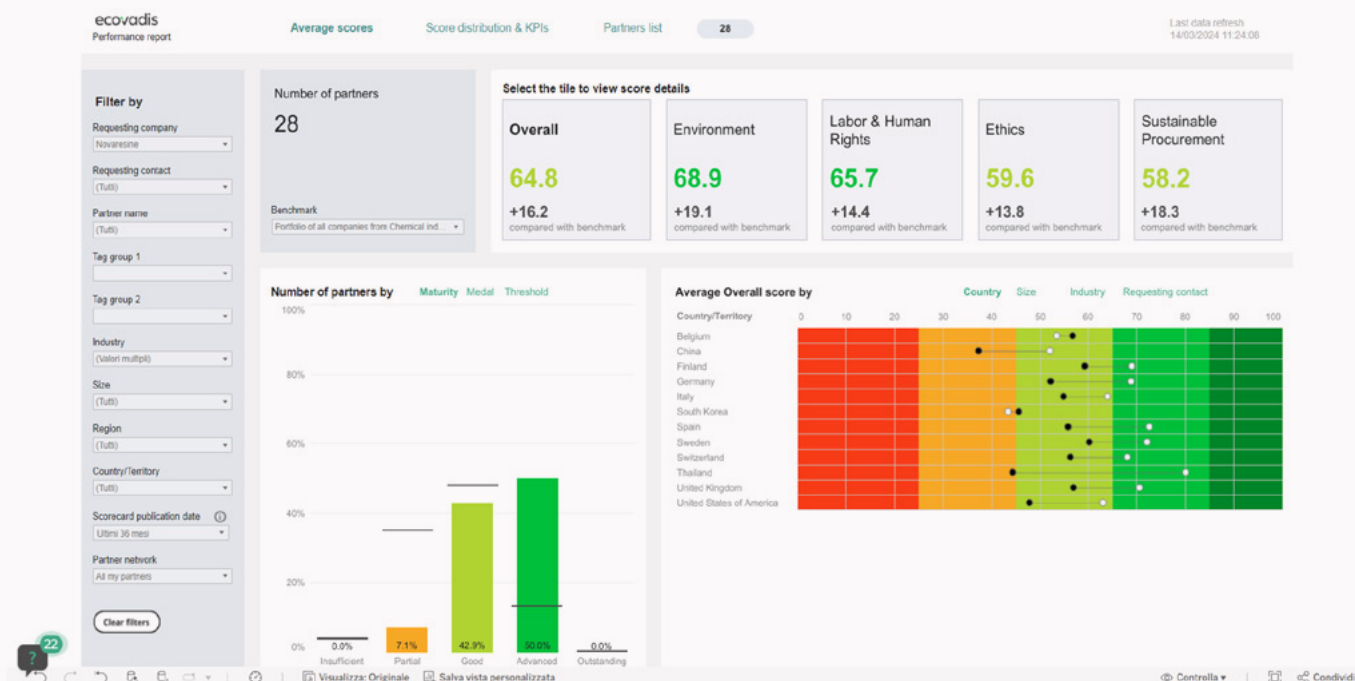 ecovadis
Performance report
Average scores
Score distribution & KPIs
Partners list
28
Last data refresh
14/03/2024 11:24:08
Filter by
Requesting company
Novaresine
Requesting contact
(Tutti)
Partner name
(Tutti)
Tag group 1
Tag group 2
Industry
(Valori multipli)
Size
(Tutti)
Region
(Tutti)
Country/Territory
(Tutti)
Scorecard publication date
Ultimi 36 mesi
Partner network
All my partners
Clear filters
Number of partners
28
Benchmark
Portfolio of all companies from Chemical ind...
Select the tile to view score details
Overall
64.8
+16.2
compared with benchmark
Environment
68.9
+19.1
compared with benchmark
Labor & Human
Rights
65.7
+14.4
compared with benchmark
Ethics
59.6
+13.8
compared with benchmark
Sustainable
Procurement
58.2
+18.3
compared with benchmark
Number of partners by Maturity Medal Threshold
100%
80%
60%
40%
20%
0%
0.0% 7.1% 42.9% 50.0% 0.0%
Insufficient Partial Good Advanced Outstanding
Average Overall score by Country Size Industry Requesting contact
Country/Territory 0 10 20 30 40 50 60 70 80 90 100
Belgium
China
Finland
Germany
Italy
South Korea
Spain
Sweden
Switzerland
Thailand
United Kingdom
United States of America
22
?
Visualizza: Originale
Salva vista personalizzata
Controlla
Condividi